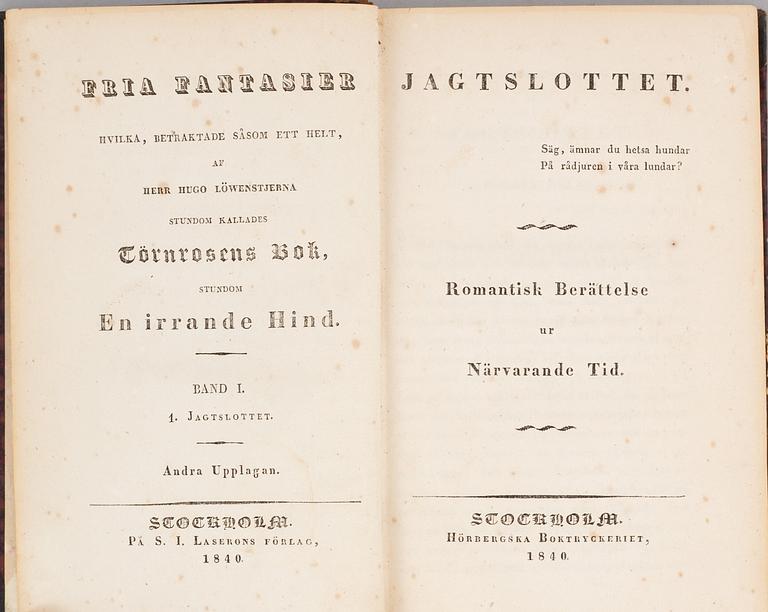 FRIA FANTASIER
HVILKA, BETRAKTADE SÅSOM ETT HELT,
AF
HERR HUGO LÖWENSTJERNA
STUNDOM KALLADES
Törnrosens Bok,
STUNDOM
En irrande Hind.
BAND I.
1. JAGTSLOTTET.
Andra Upplagan.
STOCKHOLM.
PÅ S. I. LASERONS FÖRLAG,
1840.
JAGTSLOTTET.
Säg, ämnar du hetsa hundar
På rådjuren i våra lundar?
Romantisk Berättelse
ur
Närvarande Tid.
STOCKHOLM.
HÖRBERGSKA BOKTRYCKERIET,
1840.